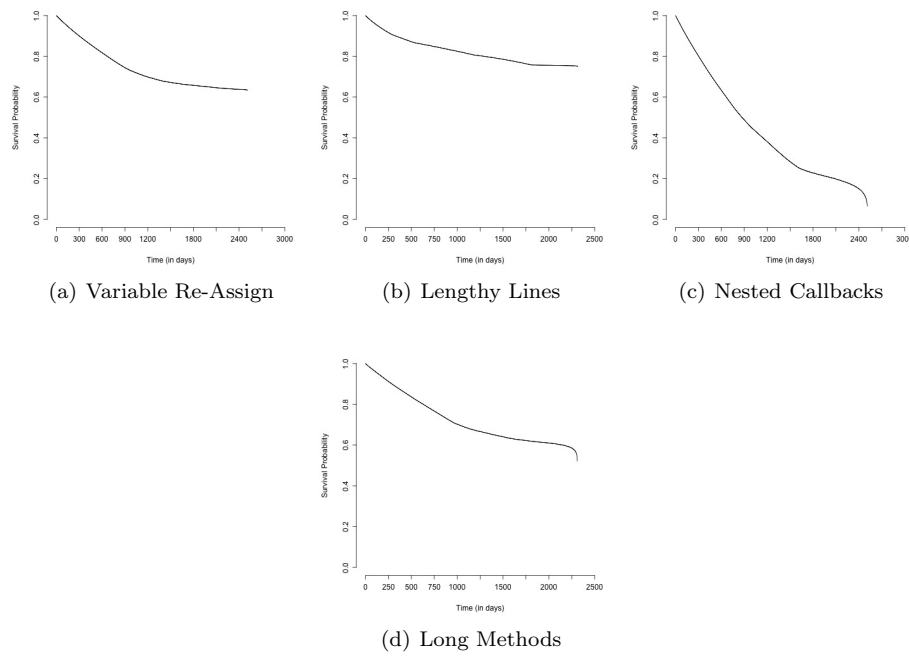 1.0
0.8
0.6
0.4
0.2
0.0
Survival Probability
0 300 600 900 1200 1800 2400 3000
Time (in days)
(a) Variable Re-Assign
1.0
0.8
0.6
0.4
0.2
0.0
Survival Probability
0 250 500 750 1000 1250 1500 1750 2000 2500
Time (in days)
(b) Lengthy Lines
1.0
0.8
0.6
0.4
0.2
0.0
Survival Probability
0 300 600 900 1200 1800 2400 300
Time (in days)
(c) Nested Callbacks
1.0
0.8
0.6
0.4
0.2
0.0
Survival Probability
0 250 500 750 1000 1500 2000 2500
Time (in days)
(d) Long Methods